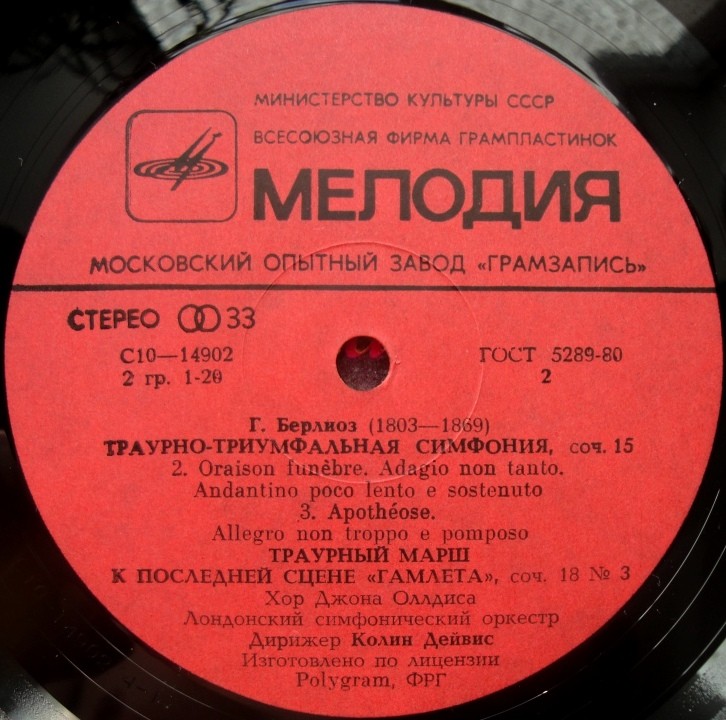 МИНИСТЕРСТВО КУЛЬТУРЫ СССР
ВСЕСОЮЗНАЯ ФИРМА ГРАМПЛАСТИНОК
МЕЛОДИЯ
МОСКОВСКИЙ ОПЫТНЫЙ ЗАВОД «ГРАМЗАПИСЬ»
СТЕРЕО 33
С10—14902
ГОСТ 5289-80
2 гр. 1-20
2
Г. Берлиоз (1803—1869)
ТРАУРНО-ТРИУМФАЛЬНАЯ СИМФОНИЯ, соч. 15
2. Oraison funèbre. Adagio non tanto.
Andantino poco lento e sostenuto
3. Apothéose.
Allegro non troppo e pomposo
ТРАУРНЫЙ МАРШ
К ПОСЛЕДНЕЙ СЦЕНЕ «ГАМЛЕТА», соч. 18 № 3
Хор Джона Оллдиса
Лондонский симфонический оркестр
Дирижер Колин Дейвис
Изготовлено по лицензии
Polygram, ФРГ